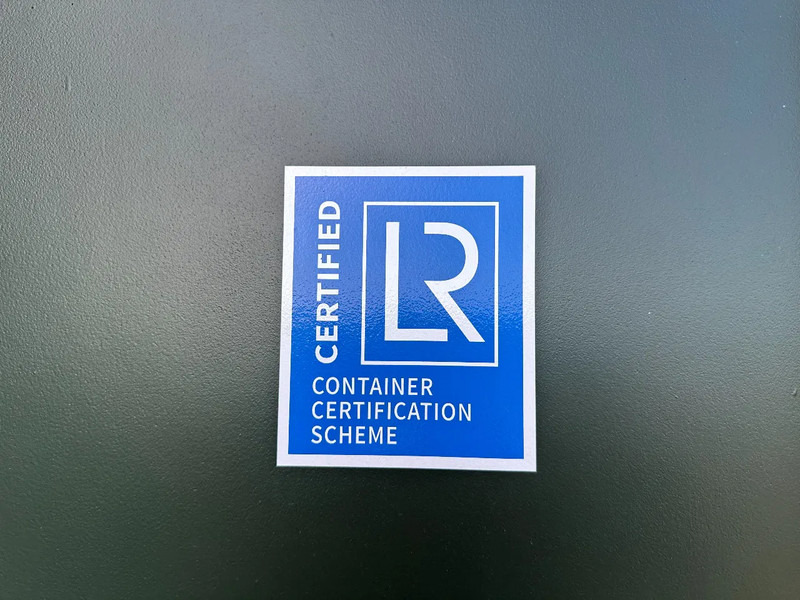 CERTIFIED
LR
CONTAINER
CERTIFICATION
SCHEME